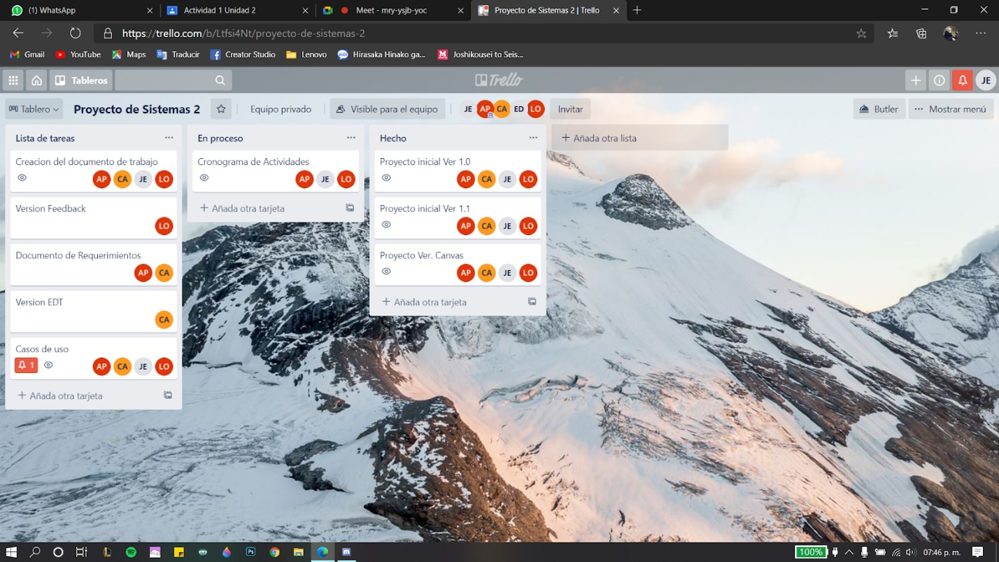 (1) WhatsApp
Actividad 1 Unidad 2
Meet - mry-ysjb-yoc
Proyecto de Sistemas 2 | Trello
https://trello.com/b/Ltfsi4Nt/proyecto-de-sistemas-2
Gmail
YouTube
Maps
Traducir
Creator Studio
Lenovo
Hirasaka Hinako ga...
Joshikousei to Seis...
Tableros
Trello
JE
Tablero
Proyecto de Sistemas 2
Equipo privado
Visible para el equipo
JE AP CA ED LO
Invitar
Butler
Mostrar menú
Lista de tareas
Creacion del documento de trabajo
AP CA JE LO
Version Feedback
LO
Documento de Requerimientos
AP CA
Version EDT
CA
Casos de uso
1
AP CA JE LO
Añada otra tarjeta
En proceso
Cronograma de Actividades
AP JE LO
Añada otra tarjeta
Hecho
Proyecto inicial Ver 1.0
AP CA JE LO
Proyecto inicial Ver 1.1
AP CA JE LO
Proyecto Ver. Canvas
AP CA JE LO
Añada otra tarjeta
Añada otra lista
100%
07:46 p. m.